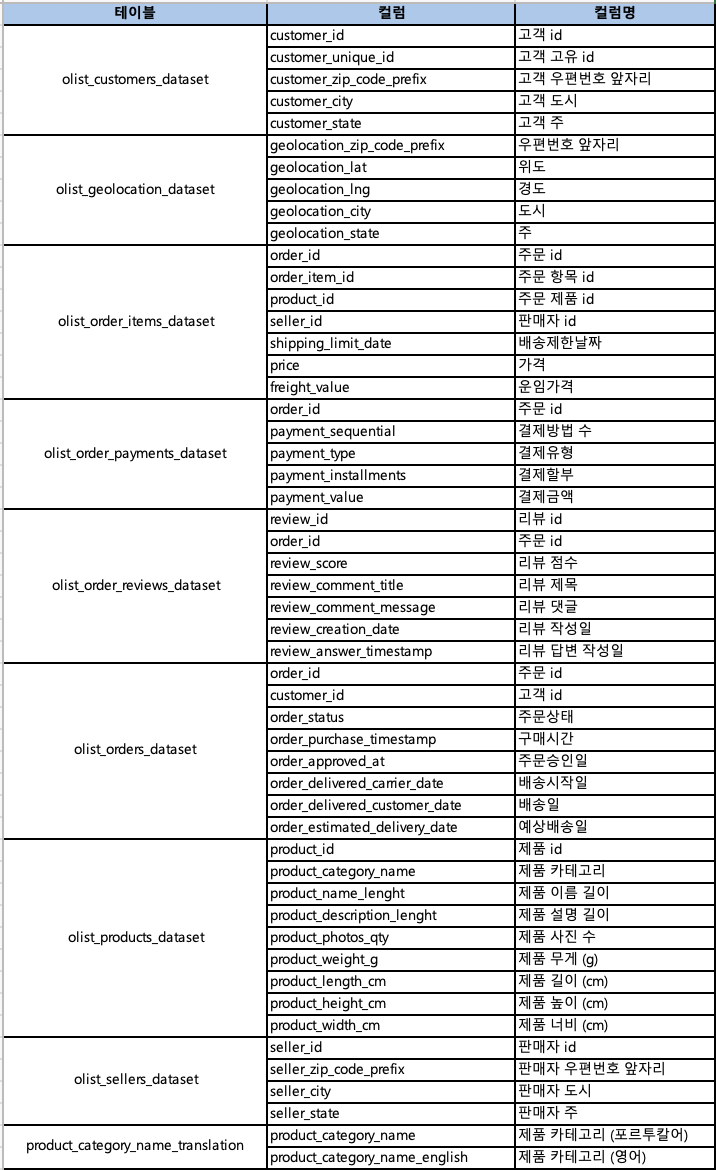 테이블 컬럼 컬럼명
olist_customers_dataset
customer_id 고객 id
customer_unique_id 고객 고유 id
customer_zip_code_prefix 고객 우편번호 앞자리
customer_city 고객 도시
customer_state 고객 주
olist_geolocation_dataset
geolocation_zip_code_prefix 우편번호 앞자리
geolocation_lat 위도
geolocation_lng 경도
geolocation_city 도시
geolocation_state 주
olist_order_items_dataset
order_id 주문 id
order_item_id 주문 항목 id
product_id 주문 제품 id
seller_id 판매자 id
shipping_limit_date 배송제한날짜
price 가격
freight_value 운임가격
olist_order_payments_dataset
order_id 주문 id
payment_sequential 결제방법 수
payment_type 결제유형
payment_installments 결제할부
payment_value 결제금액
olist_order_reviews_dataset
review_id 리뷰 id
order_id 주문 id
review_score 리뷰 점수
review_comment_title 리뷰 제목
review_comment_message 리뷰 댓글
review_creation_date 리뷰 작성일
review_answer_timestamp 리뷰 답변 작성일
olist_orders_dataset
order_id 주문 id
customer_id 고객 id
order_status 주문상태
order_purchase_timestamp 구매시간
order_approved_at 주문승인일
order_delivered_carrier_date 배송시작일
order_delivered_customer_date 배송일
order_estimated_delivery_date 예상배송일
olist_products_dataset
product_id 제품 id
product_category_name 제품 카테고리
product_name_lenght 제품 이름 길이
product_description_lenght 제품 설명 길이
product_photos_qty 제품 사진 수
product_weight_g 제품 무게 (g)
product_length_cm 제품 길이 (cm)
product_height_cm 제품 높이 (cm)
product_width_cm 제품 너비 (cm)
olist_sellers_dataset
seller_id 판매자 id
seller_zip_code_prefix 판매자 우편번호 앞자리
seller_city 판매자 도시
seller_state 판매자 주
product_category_name_translation
product_category_name 제품 카테고리 (포르투칼어)
product_category_name_english 제품 카테고리 (영어)